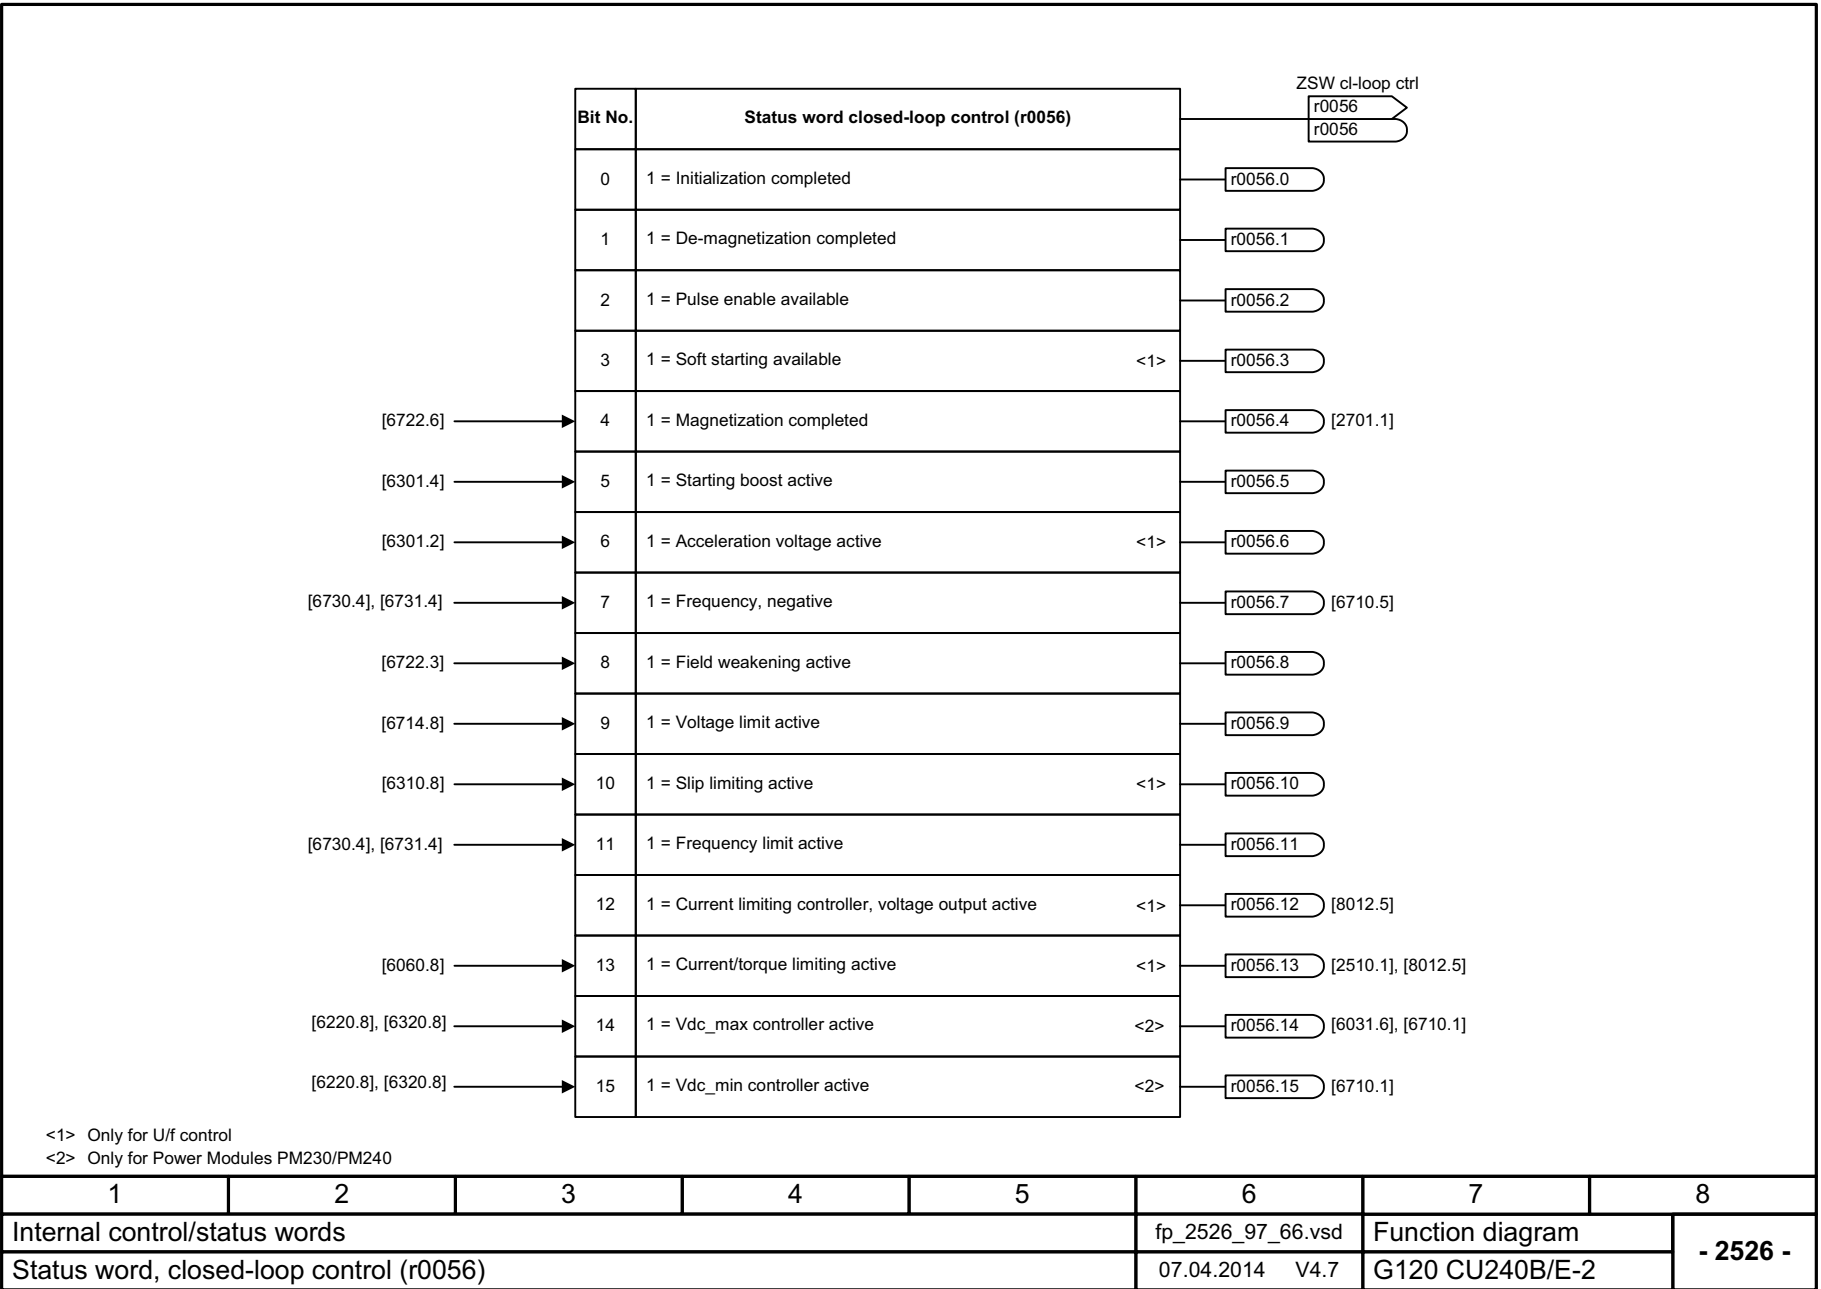 ZSW cl-loop ctrl
Bit No. Status word closed-loop control (r0056) r0056
r0056
0 1 = Initialization completed r0056.0
1 1 = De-magnetization completed r0056.1
2 1 = Pulse enable available r0056.2
3 1 = Soft starting available <1> r0056.3
[6722.6] 4 1 = Magnetization completed r0056.4 [2701.1]
[6301.4] 5 1 = Starting boost active r0056.5
[6301.2] 6 1 = Acceleration voltage active <1> r0056.6
[6730.4], [6731.4] 7 1 = Frequency, negative r0056.7 [6710.5]
[6722.3] 8 1 = Field weakening active r0056.8
[6714.8] 9 1 = Voltage limit active r0056.9
[6310.8] 10 1 = Slip limiting active <1> r0056.10
[6730.4], [6731.4] 11 1 = Frequency limit active r0056.11
12 1 = Current limiting controller, voltage output active <1> r0056.12 [8012.5]
[6060.8] 13 1 = Current/torque limiting active <1> r0056.13 [2510.1], [8012.5]
[6220.8], [6320.8] 14 1 = Vdc_max controller active <2> r0056.14 [6031.6], [6710.1]
[6220.8], [6320.8] 15 1 = Vdc_min controller active <2> r0056.15 [6710.1]
<1> Only for U/f control
<2> Only for Power Modules PM230/PM240
1 2 3 4 5 6 7 8
Internal control/status words fp_2526_97_66.vsd Function diagram - 2526 -
Status word, closed-loop control (r0056) 07.04.2014 V4.7 G120 CU240B/E-2